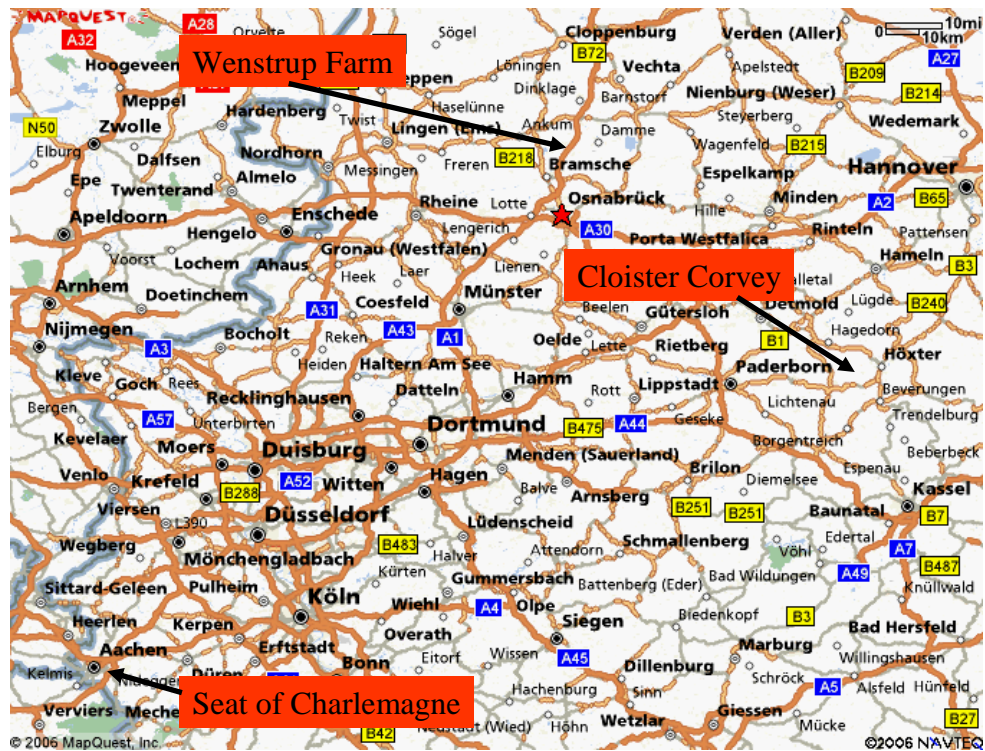 MAPQUEST
A28
A32
Orvelte
Sögel
Cloppenburg
Verden (Aller)
10mi
0
10km
B72
A27
Hoogeveen
Wenstrup Farm
Löningen
Vechta
Apelstedt
B209
Meppel
Dinklage
Barnstorf
Nienburg (Weser)
B214
Hardenberg
Haselünne
Twist
Ankum
Steyerberg
Wedemark
N50
Zwolle
Lingen (Ems)
Damme
Wagenfeld
B215
Elburg
Dalfsen
Nordhorn
Freren
B218
Bramsche
Hannover
Epe
Almelo
Messingen
Espelkamp
Twenterand
Minden
A2
B65
Apeldoorn
Enschede
Rheine
Lotte
Osnabrück
Hille
Hengelo
Lengerich
A30
Porta Westfalica
Rinteln
Pattensen
Gronau (Westfalen)
Voorst
Lochem
Ahaus
Heek
Laer
Lienen
Hameln
B3
Arnhem
Cloister Corvey
Doetinchem
A31
Coesfeld
Münster
Beelen
Detmold
Lügde
B240
Nijmegen
Bocholt
Reken
A43
A1
Gütersloh
Hagedorn
A3
Oelde
Lette
B1
Heiden
Haltern Am See
Rietberg
Höxter
Kleve
Goch
Rees
Hamm
Rott
Lippstadt
Paderborn
Datteln
Beverungen
Bergen
A57
Recklinghausen
Lichtenau
Unterbirten
Dortmund
B475
A44
Geseke
Trendelburg
Kevelaer
Moers
Duisburg
Borgentreich
Beberbeck
Menden (Sauerland)
Venlo
Krefeld
A52
Witten
Hagen
Brilon
Espenau
B288
Balve
Diemelsee
Kassel
Viersen
Arnsberg
B251
B251
Baunatal
B7
L390
Düsseldorf
Lüdenscheid
Wegberg
B483
Halver
Attendorn
Schmallenberg
Vöhl
Edertal
A7
Mönchengladbach
Kürten
B487
Sittard-Geleen
Pulheim
Gummersbach
Battenberg (Eder)
Bad Wildungen
A49
Knüllwald
Köln
Wiehl
A4
Olpe
Biedenkopf
B3
Heerlen
Kerpen
Overath
Siegen
Bad Hersfeld
Aachen
Erftstadt
Marburg
Kelmis
Düren
Bonn
Eitorf
Wissen
A45
Dillenburg
Willingshausen
Schröck
A5
Alsfeld
Hünfeld
Hachenburg
Sinn
Seat of Charlemagne
Verviers
B42
Höhn
Wetzlar
Giessen
Mücke
B27
© 2006 MapQuest, Inc.
©2006 NAVTEQ